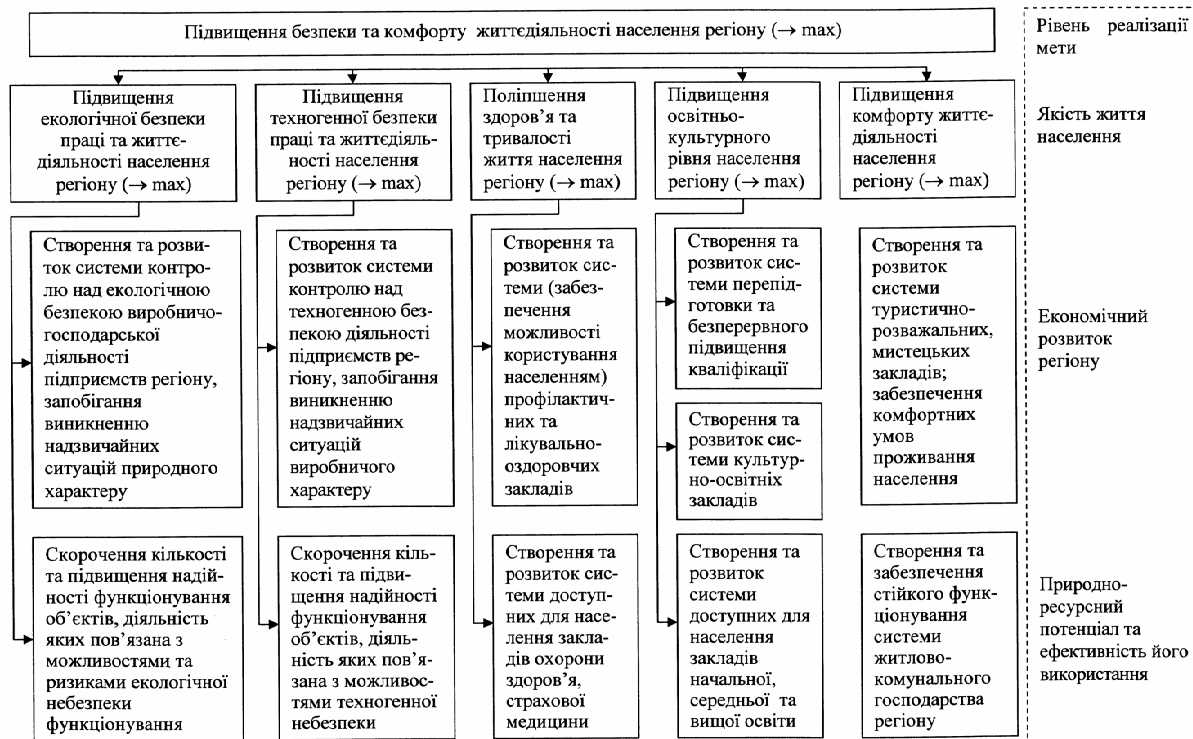 Підвищення безпеки та комфорту життєдіяльності населення регіону (→ max)
Рівень реалізації
мети
Підвищення
екологічної безпеки
праці та життє-
діяльності населення
регіону (→ max)
Підвищення
техногенної безпеки
праці та життєдіяль-
ності населення
регіону (→ max)
Поліпшення
здоров’я та
тривалості
життя населення
регіону (→ max)
Підвищення
освітньо-
культурного
рівня населення
регіону (→ max)
Підвищення
комфорту життє-
діяльності
населення
регіону (→ max)
Якість життя
населення
Створення та розви-
ток системи контро-
лю над екологічною
безпекою виробничо-
господарської
діяльності
підприємств регіону,
запобігання
виникненню
надзвичайних
ситуацій природного
характеру
Створення та
розвиток системи
контролю над
техногенною без-
пекою діяльності
підприємств ре-
гіону, запобігання
виникненню
надзвичайних
ситуацій
виробничого
характеру
Створення та
розвиток сис-
теми (забез-
печення
можливості
користування
населенням)
профілактич-
них та
лікувально-
оздоровчих
закладів
Створення та
розвиток сис-
теми перепід-
готовки та
безперервного
підвищення
кваліфікації
Створення та
розвиток сис-
теми культур-
но-освітніх
закладів
Створення та
розвиток
системи
туристично-
розважальних,
мистецьких
закладів;
забезпечення
комфортних
умов
проживання
населення
Економічний
розвиток
регіону
Скорочення кількості
та підвищення надій-
ності функціонування
об’єктів, діяльність
яких пов’язана з
можливостями та
ризиками екологічної
небезпеки
функціонування
Скорочення кіль-
кості та підви-
щення надійності
функціонування
об’єктів, діяль-
ність яких пов’я-
зана з можливос-
тями техногенної
небезпеки
Створення та
розвиток сис-
теми доступ-
них для насе-
лення закла-
дів охорони
здоров’я,
страхової
медицини
Створення та
розвиток
системи
доступних для
населення
закладів
начальної,
середньої та
вищої освіти
Створення та
забезпечення
стійкого функ-
ціонування
системи
житлово-
комунального
господарства
регіону
Природно-
ресурсний
потенціал та
ефективність його
використання